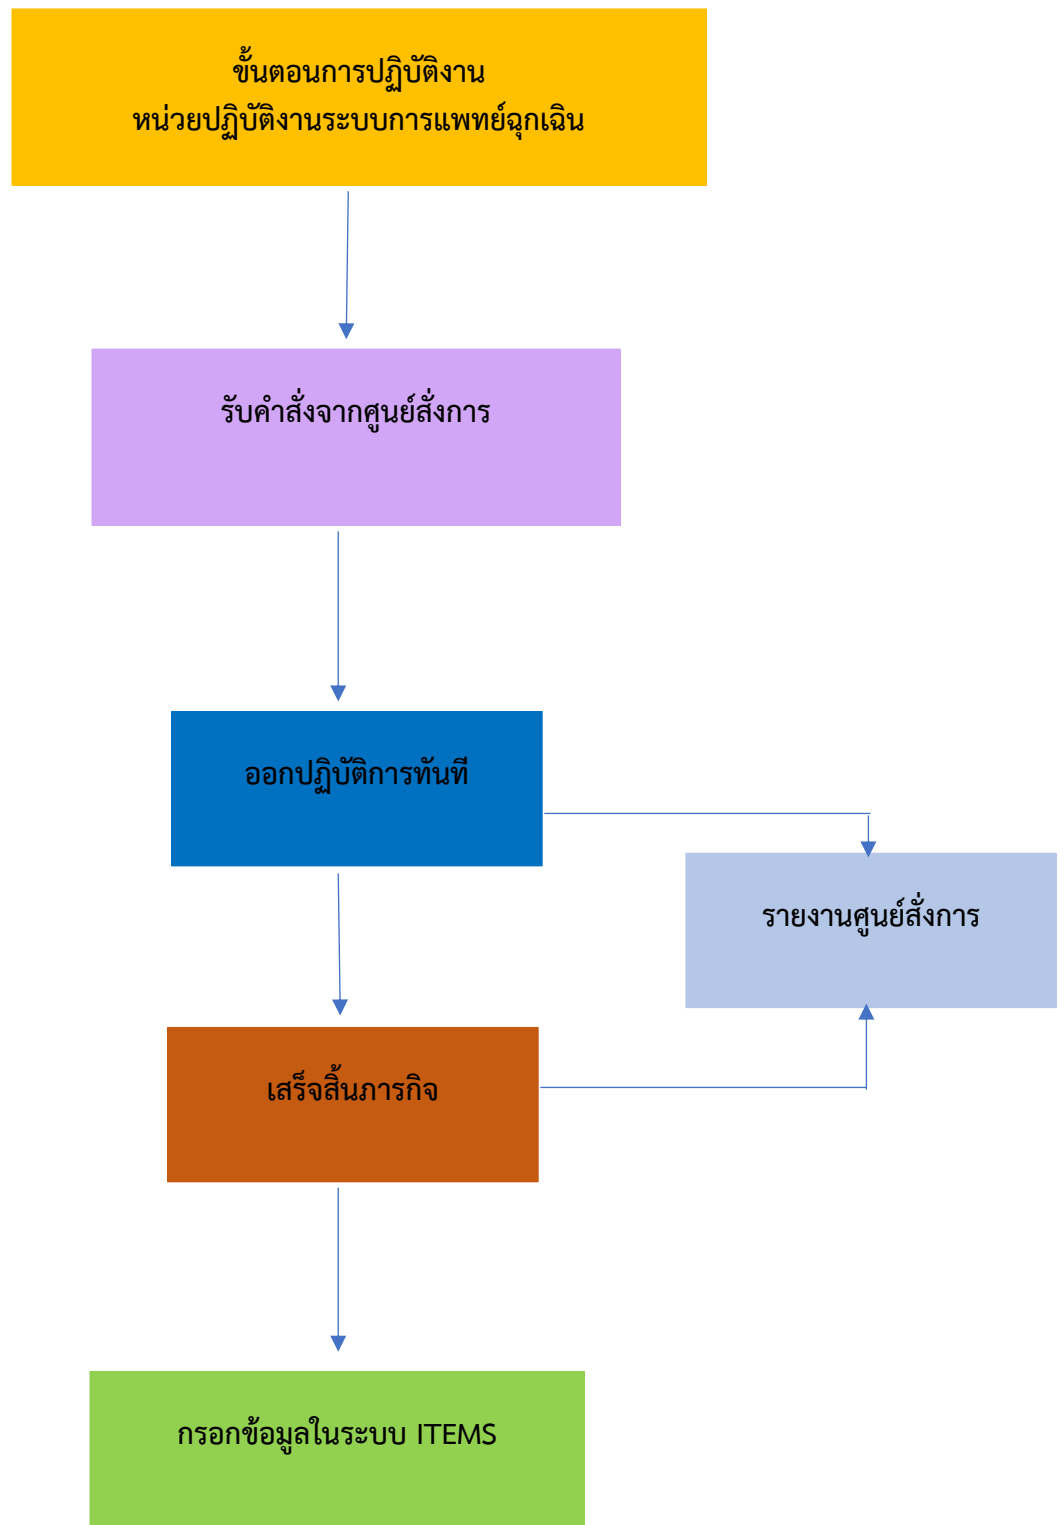 ขั้นตอนการปฏิบัติงาน
หน่วยปฏิบัติงานระบบการแพทย์ฉุกเฉิน
รับคำสั่งจากศูนย์สั่งการ
ออกปฏิบัติการทันที
รายงานศูนย์สั่งการ
เสร็จสิ้นภารกิจ
กรอกข้อมูลในระบบ ITEMS